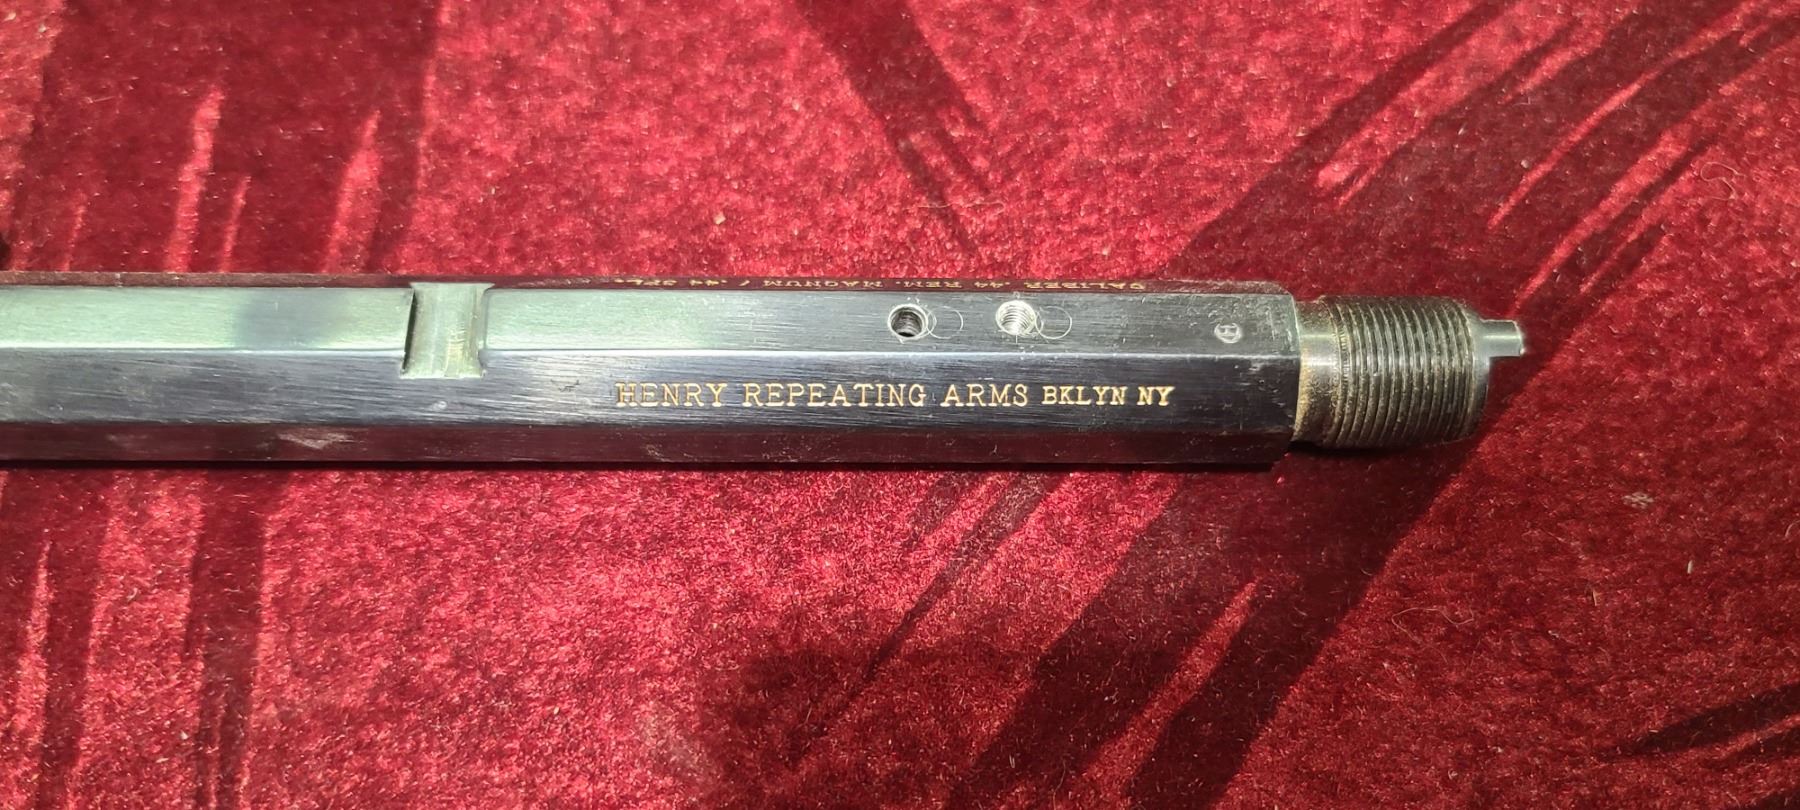 CALIBER .44 REM. MAGNUM / .44 SPL.
HENRY REPEATING ARMS BKLYN NY